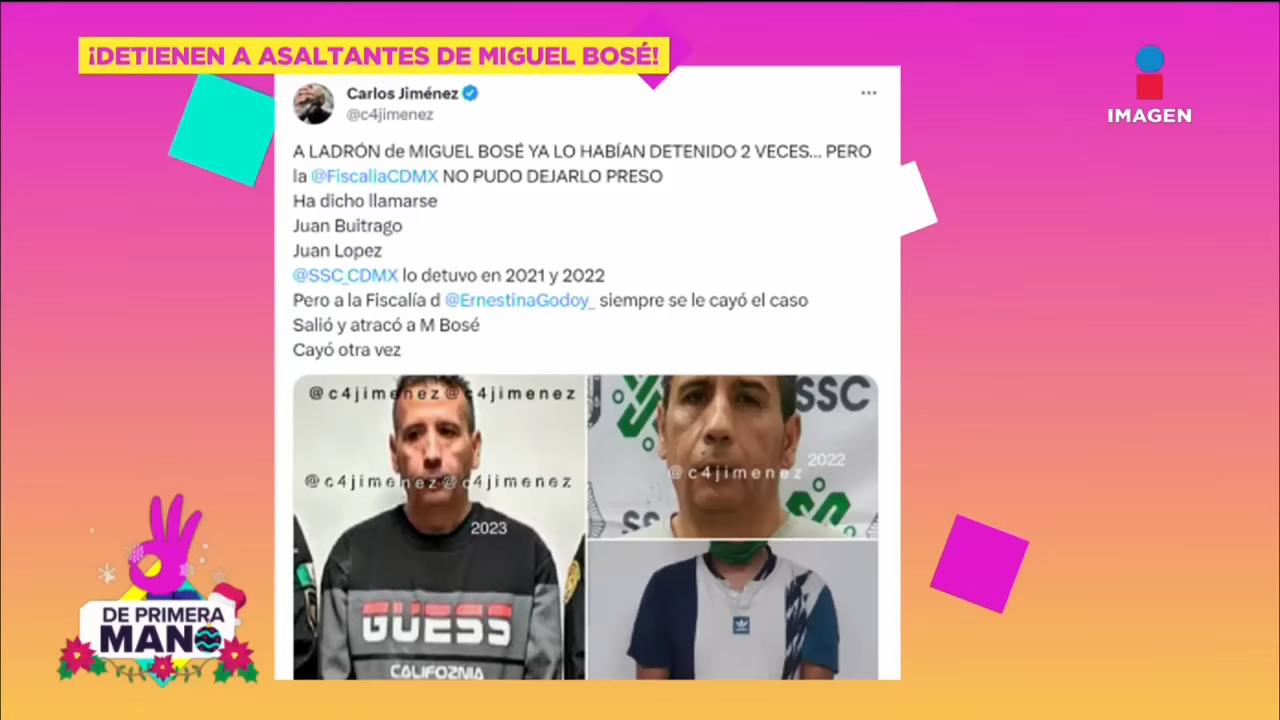 ¡DETIENEN A ASALTANTES DE MIGUEL BOSÉ!
IMAGEN
Carlos Jiménez
@c4jimenez
A LADRÓN de MIGUEL BOSÉ YA LO HABÍAN DETENIDO 2 VECES... PERO
la @FiscaliaCDMX NO PUDO DEJARLO PRESO
Ha dicho llamarse
Juan Buitrago
Juan Lopez
@SSC_CDMX lo detuvo en 2021 y 2022
Pero a la Fiscalía d @ErnestinaGodoy_ siempre se le cayó el caso
Salió y atracó a M Bosé
Cayó otra vez
@c4jimenez@c4jimenez
@c4jimenez@c4jimenez
2023
GUESS
CALIFOZNIA
SSC
2022
@c4jimenez
SS
adidas
DE PRIMERA
MANO